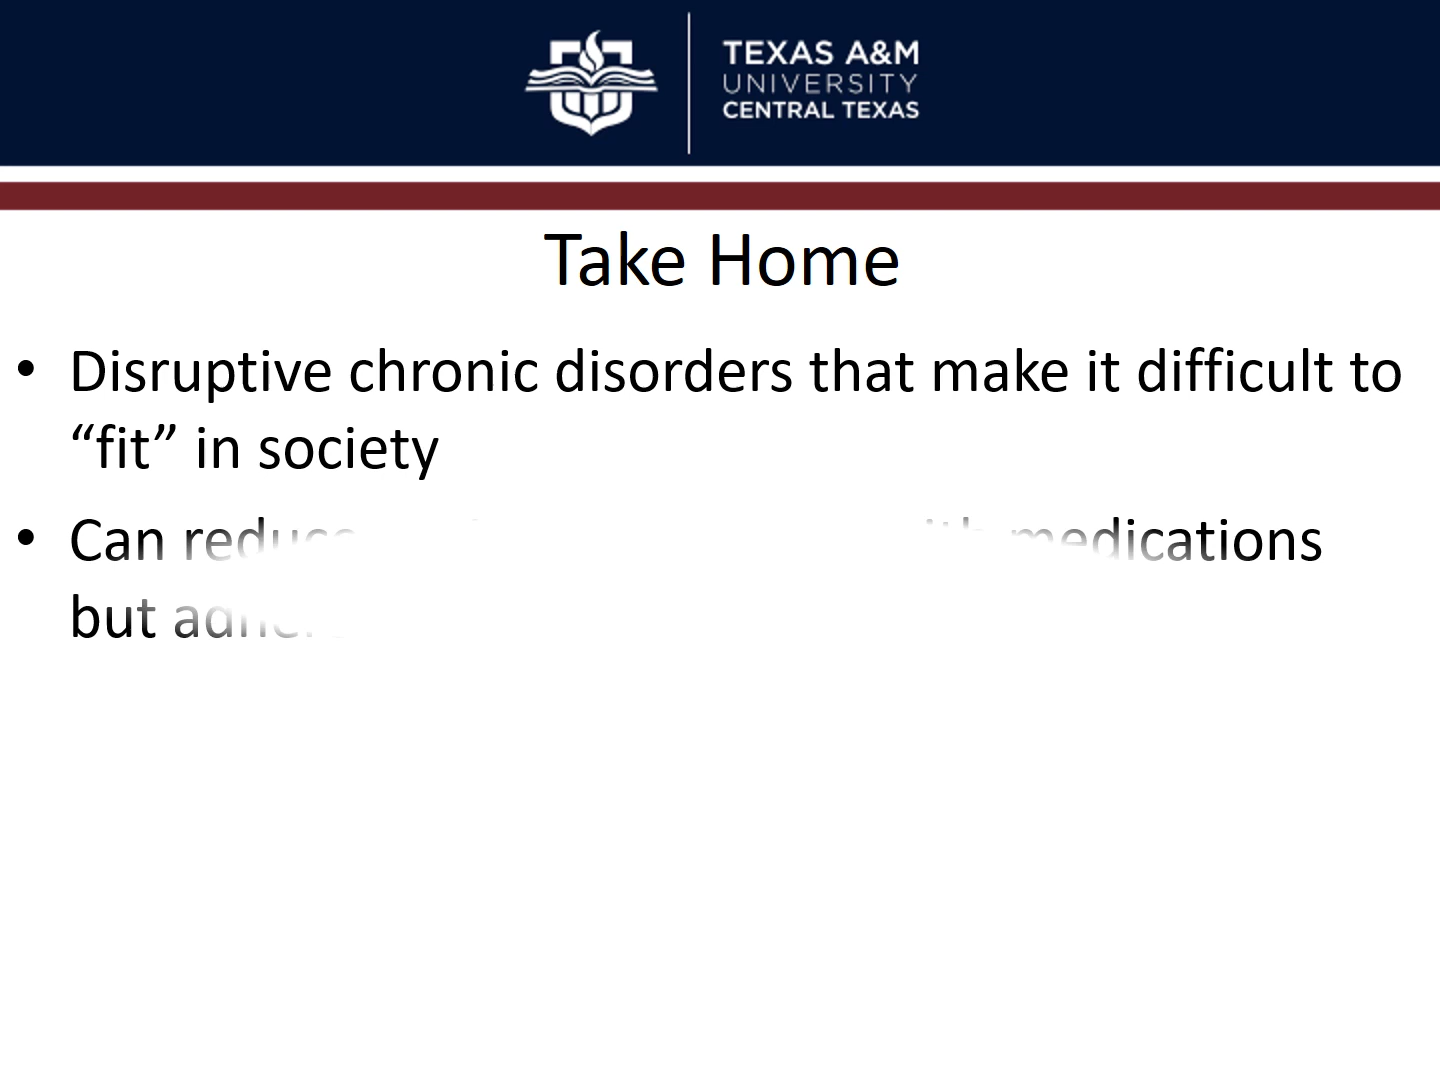 TEXAS A&M
UNIVERSITY
CENTRAL TEXAS
Take Home
• Disruptive chronic disorders that make it difficult to
“fit” in society
• Can reduce medications
but